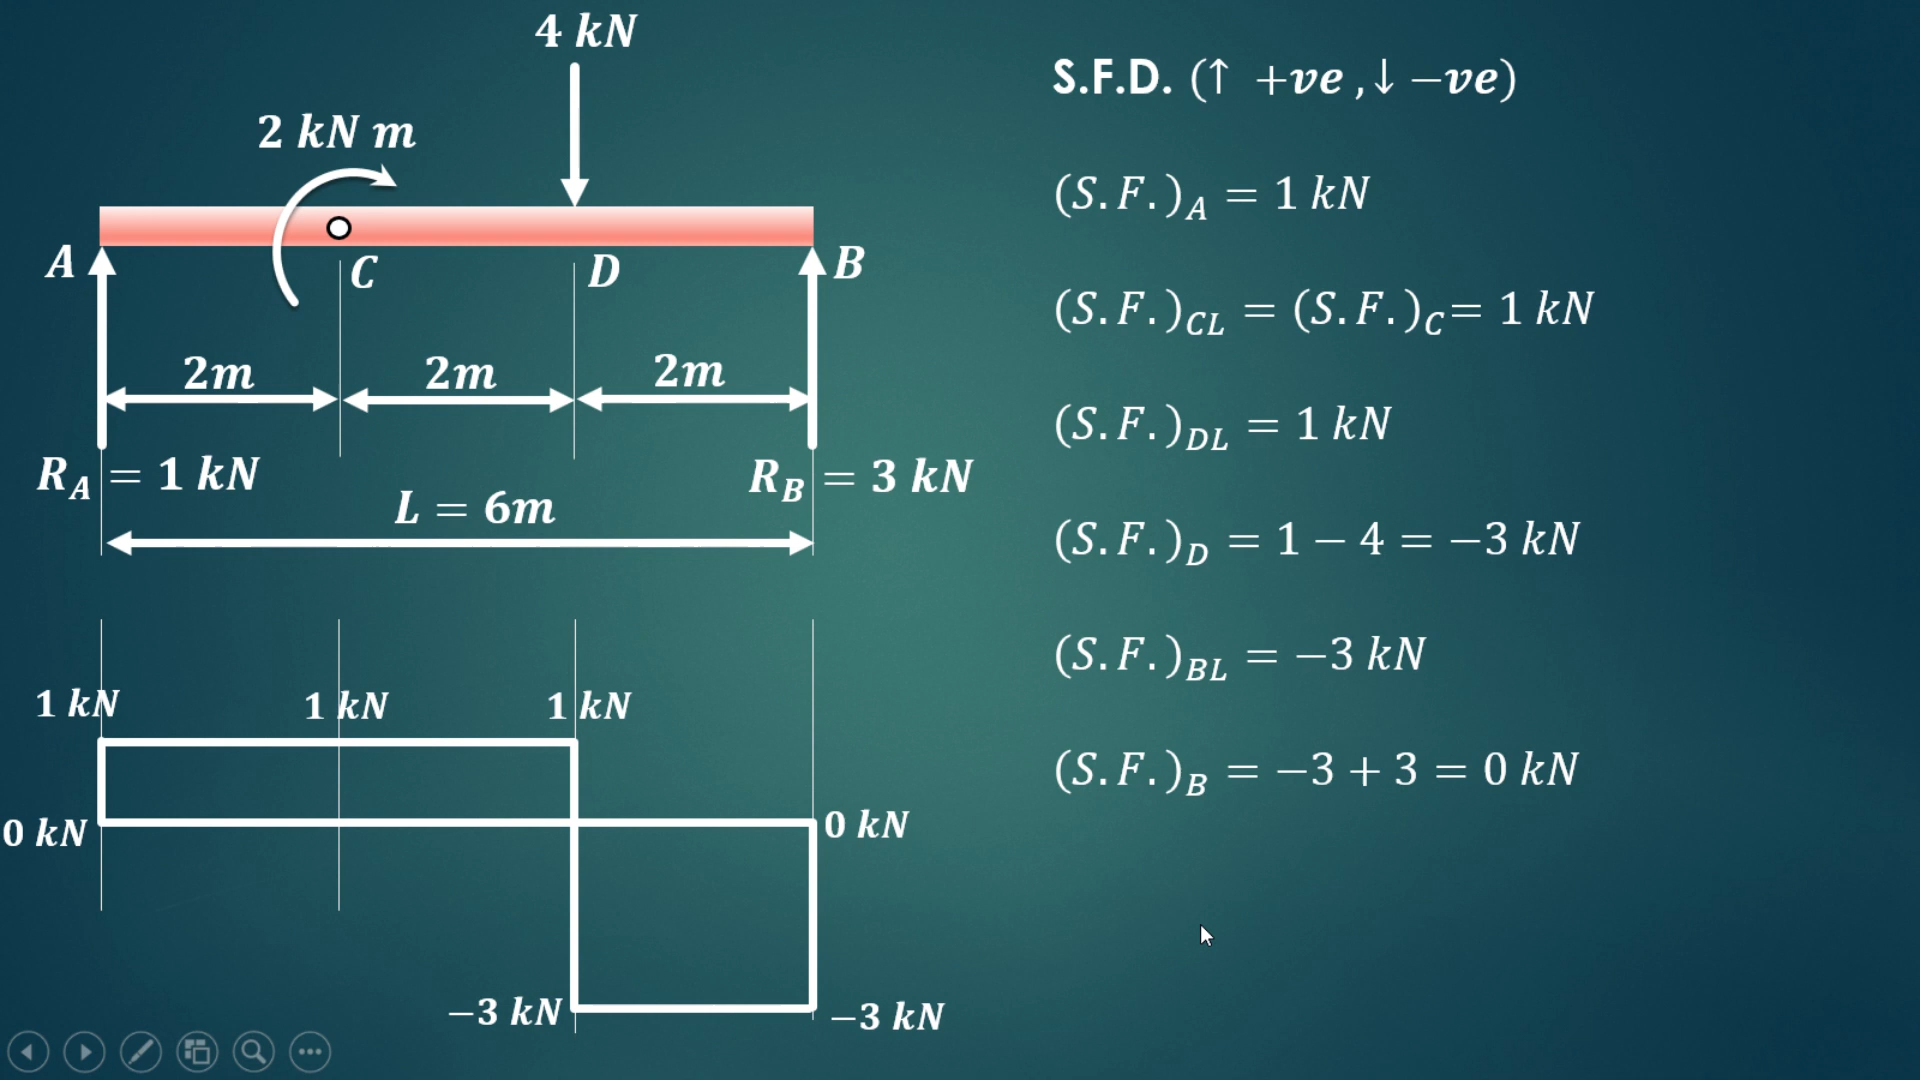 4 kN
2 kN m
A
C
D
B
2m
2m
2m
R_A = 1 kN
R_B = 3 kN
L = 6m
1 kN
1 kN
1 kN
0 kN
0 kN
−3 kN
−3 kN
S.F.D. (↑ +ve ,↓ −ve)
(S.F.)_A = 1 kN
(S.F.)_CL = (S.F.)_C= 1 kN
(S.F.)_DL = 1 kN
(S.F.)_D = 1 − 4 = −3 kN
(S.F.)_BL = −3 kN
(S.F.)_B = −3 + 3 = 0 kN